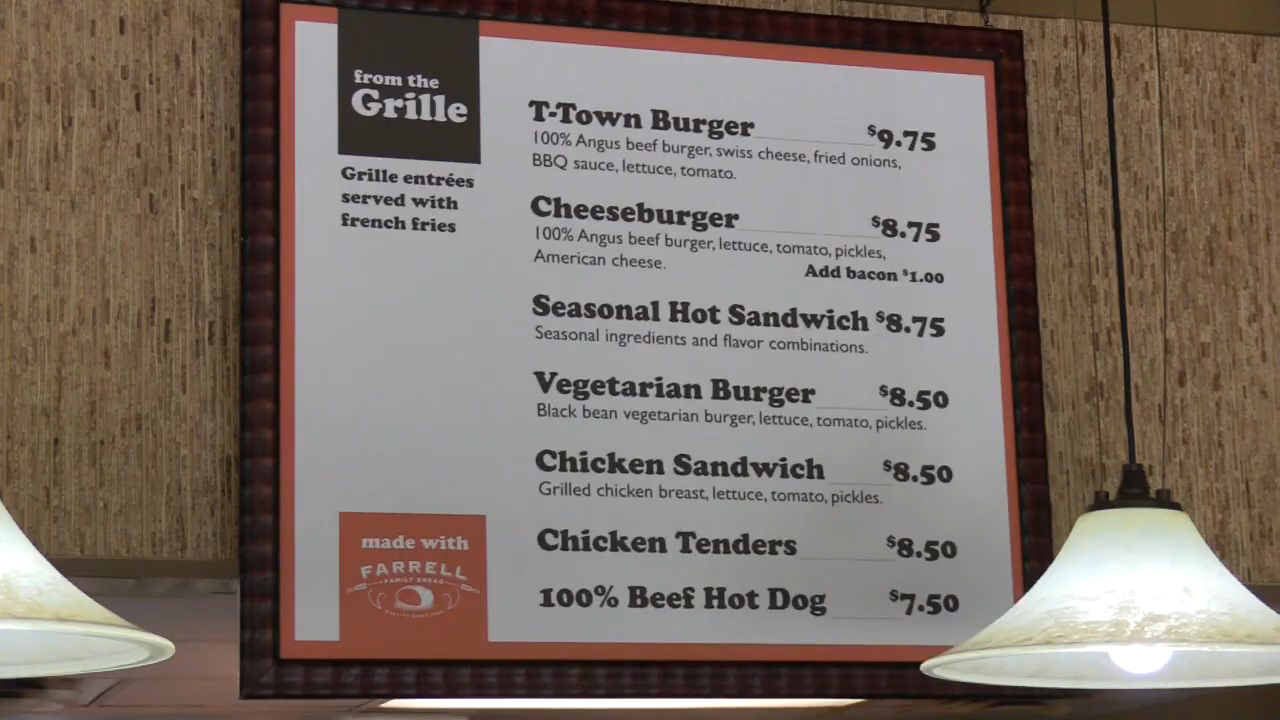 from the
Grille
Grille entrées
served with
french fries
T-Town Burger $9.75
100% Angus beef burger, swiss cheese, fried onions,
BBQ sauce, lettuce, tomato.
Cheeseburger $8.75
100% Angus beef burger, lettuce, tomato, pickles,
American cheese. Add bacon $1.00
Seasonal Hot Sandwich $8.75
Seasonal ingredients and flavor combinations.
Vegetarian Burger $8.50
Black bean vegetarian burger, lettuce, tomato, pickles.
Chicken Sandwich $8.50
Grilled chicken breast, lettuce, tomato, pickles.
Chicken Tenders $8.50
100% Beef Hot Dog $7.50
made with
FARRELL
FAMILY BREAD